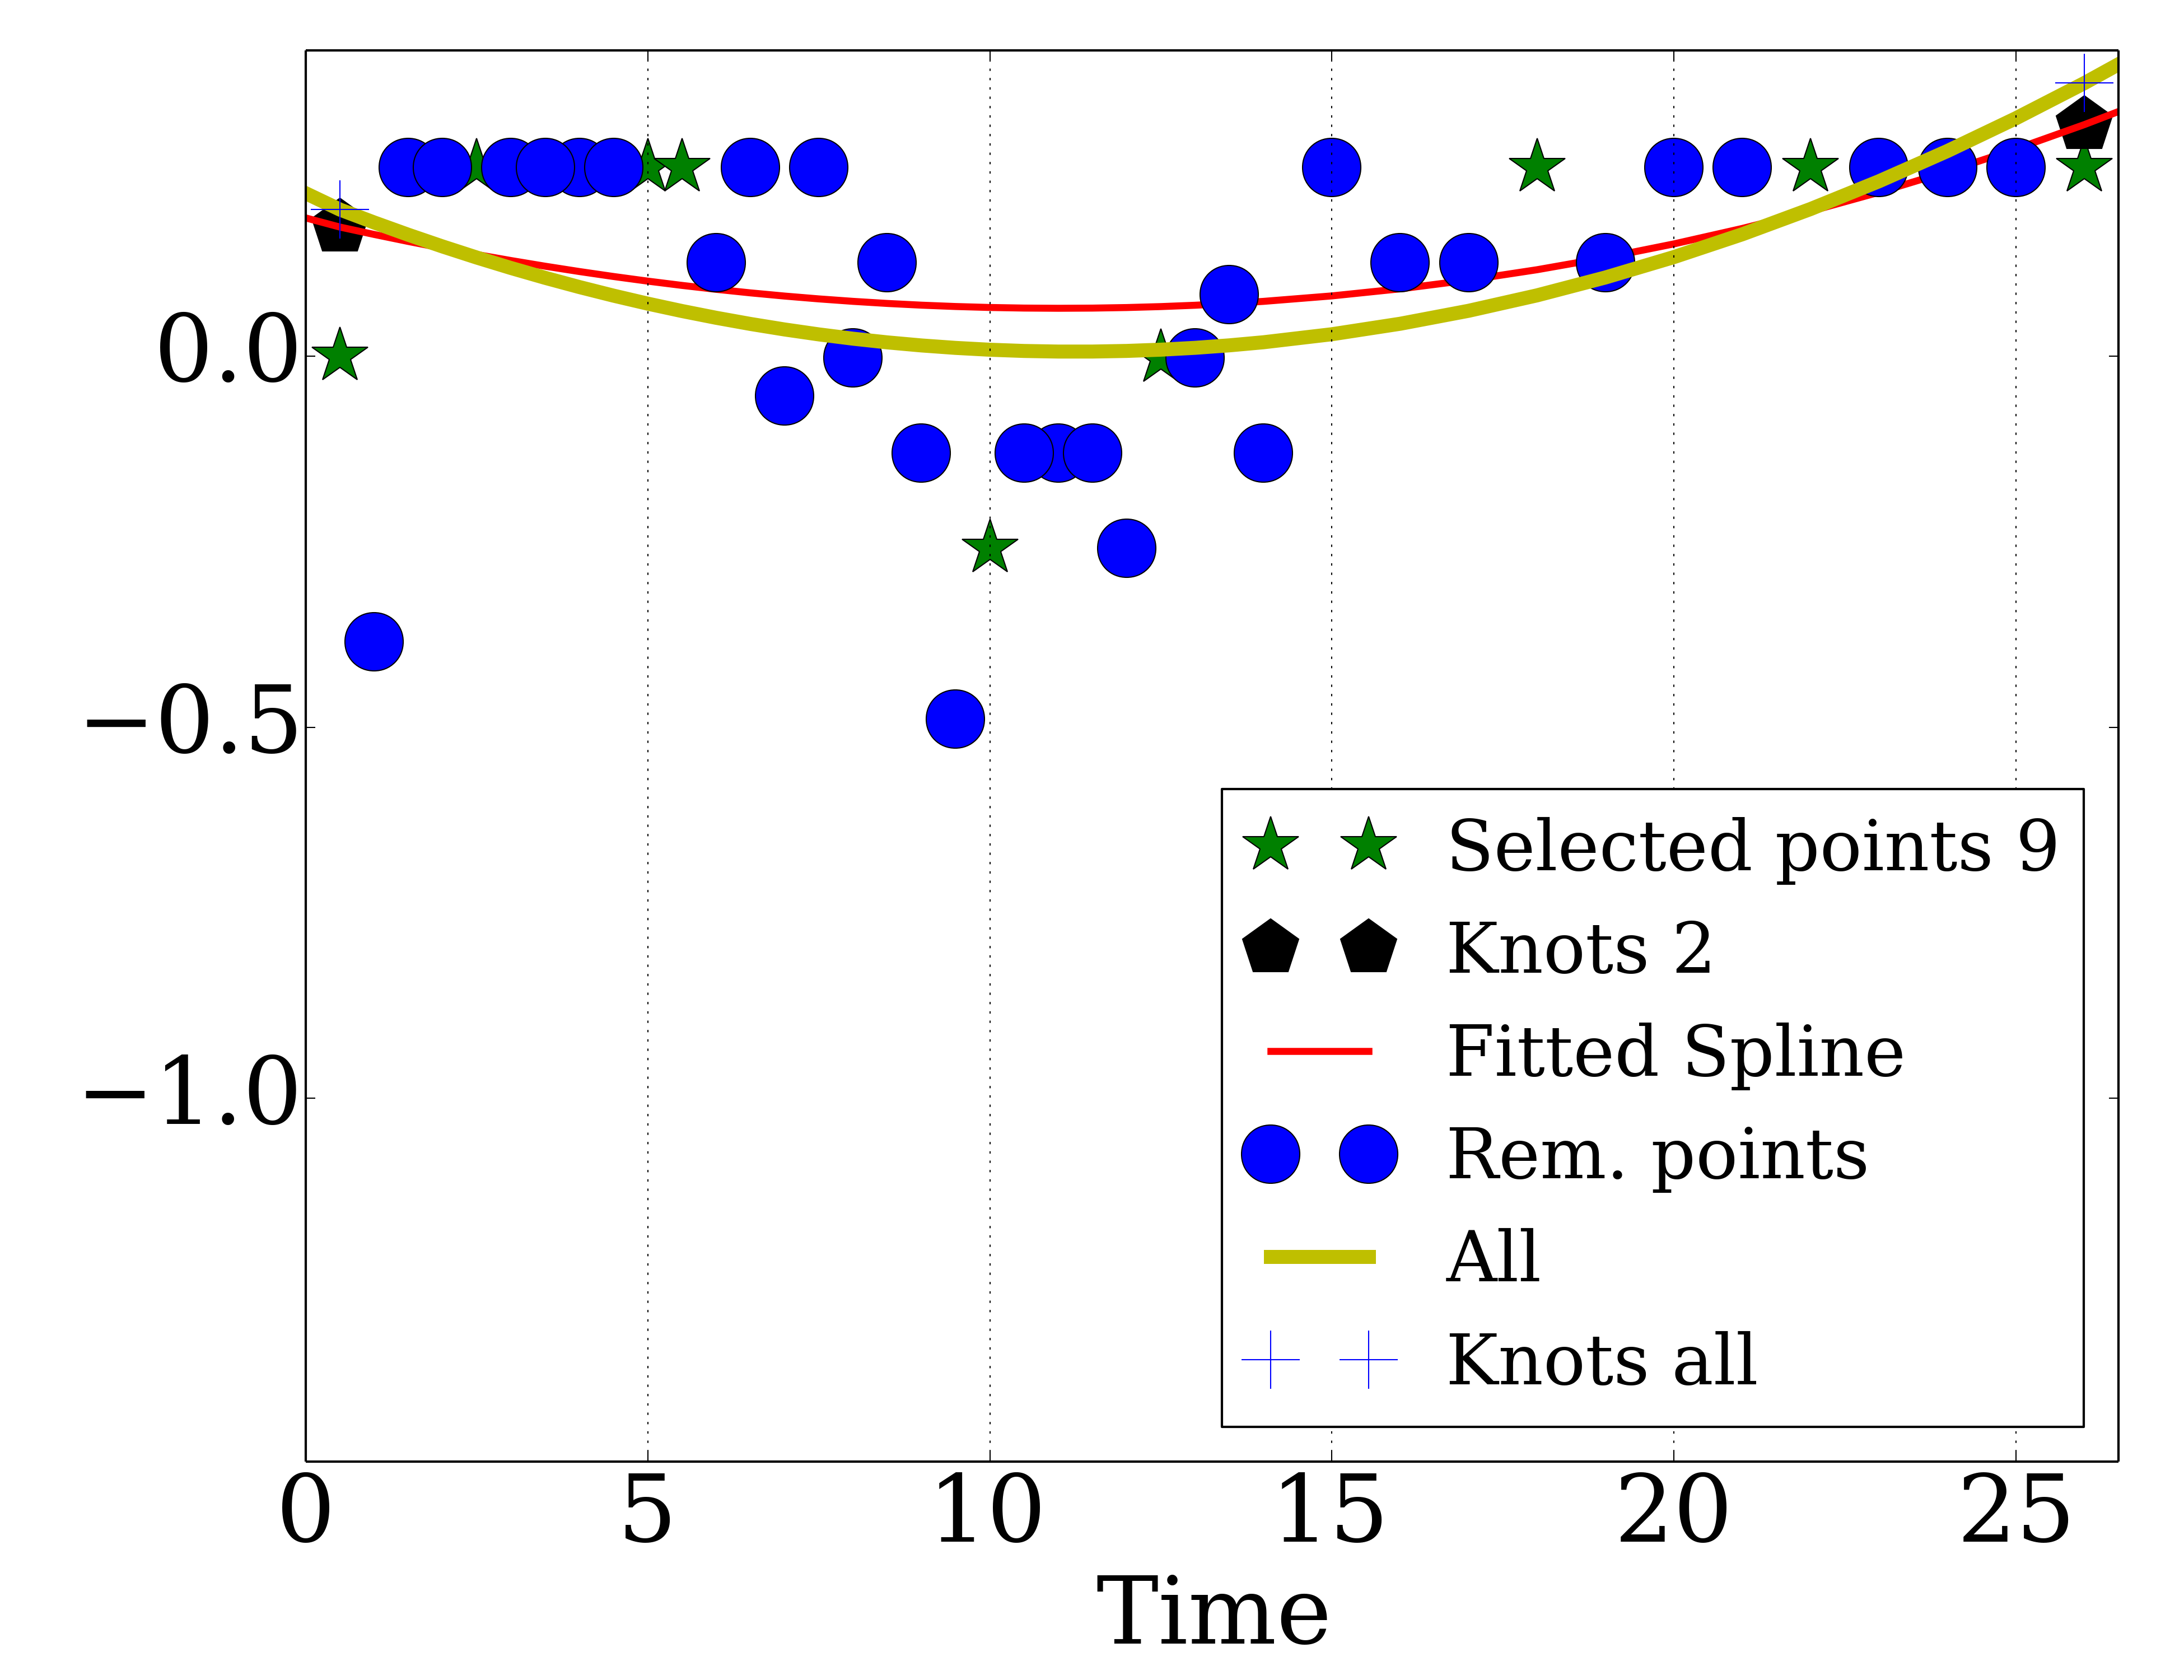 0.0
−0.5
−1.0
Selected points 9
Knots 2
Fitted Spline
Rem. points
All
Knots all
0 5 10 15 20 25
Time